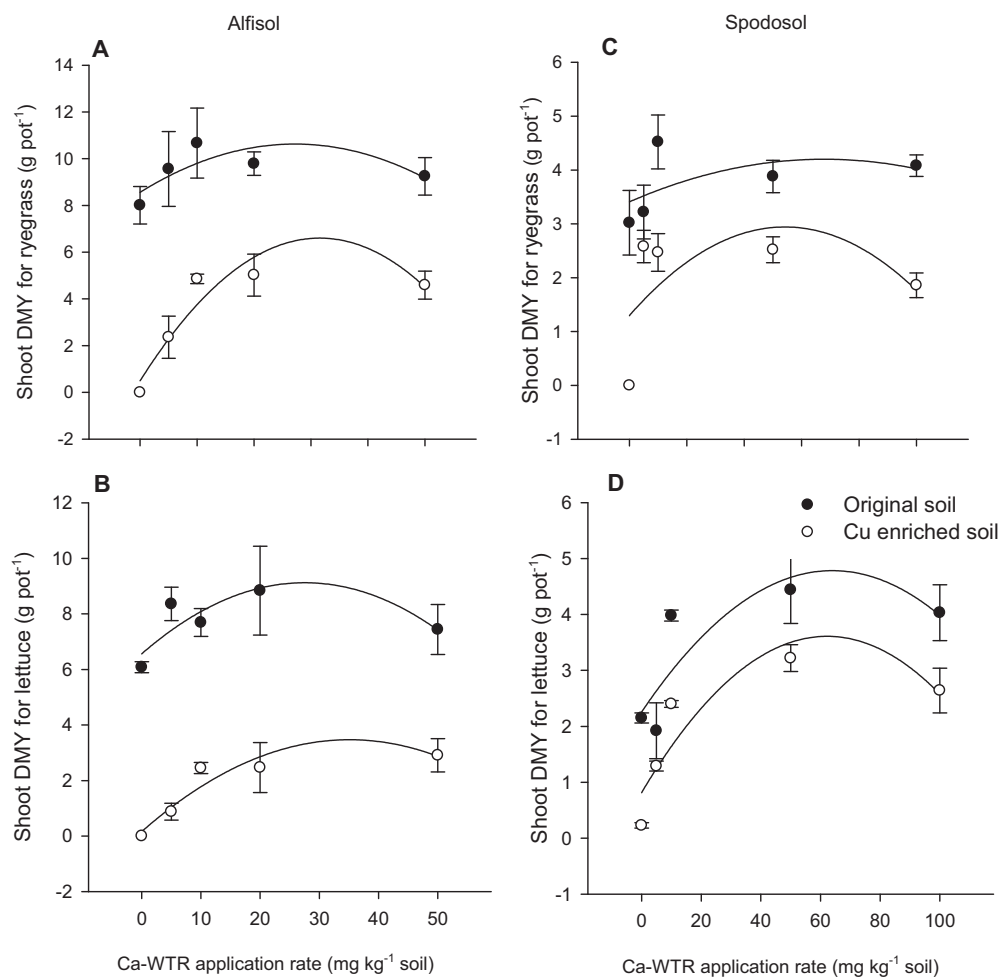 Alfisol
Spodosol
A
14
12
10
8
6
4
2
0
-2
Shoot DMY for ryegrass (g pot⁻¹)
C
6
5
4
3
2
1
0
-1
Shoot DMY for ryegrass (g pot⁻¹)
B
12
10
8
6
4
2
0
-2
Shoot DMY for lettuce (g pot⁻¹)
0 10 20 30 40 50
Ca-WTR application rate (mg kg⁻¹ soil)
D
6
5
4
3
2
1
0
-1
Shoot DMY for lettuce (g pot⁻¹)
Original soil
Cu enriched soil
0 20 40 60 80 100
Ca-WTR application rate (mg kg⁻¹ soil)